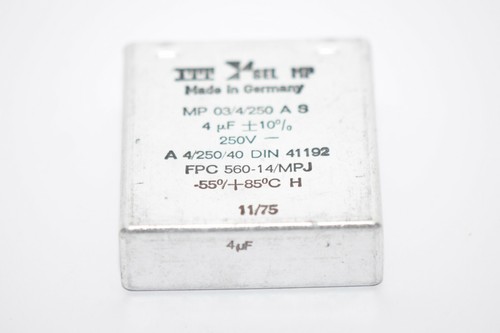 ITT SEL MP
Made in Germany
MP 03/4/250 A S
4 µF ±10%
250V —
A 4/250/40 DIN 41192
FPC 560-14/MPJ
-55°/+85°C H
11/75
4µF